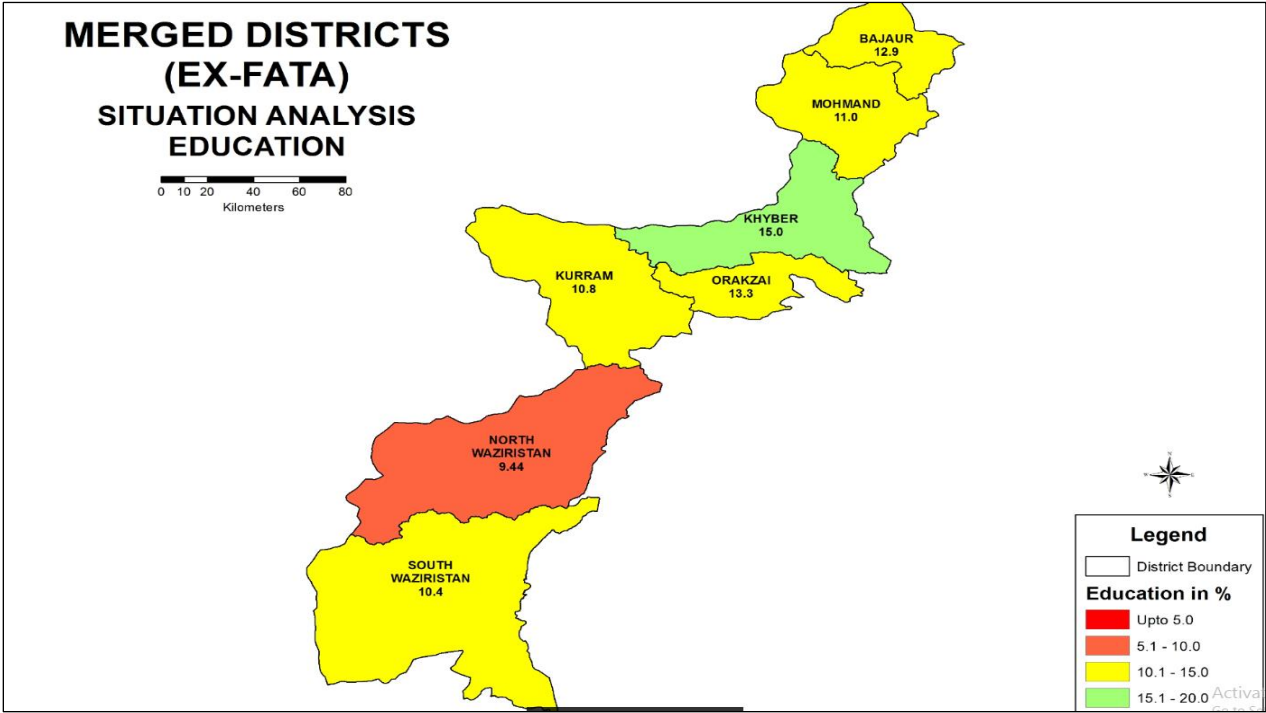 MERGED DISTRICTS
(EX-FATA)
SITUATION ANALYSIS
EDUCATION
0 10 20 40 60 80
Kilometers
BAJAUR
12.9
MOHMAND
11.0
KHYBER
15.0
KURRAM
10.8
ORAKZAI
13.3
NORTH
WAZIRISTAN
9.44
SOUTH
WAZIRISTAN
10.4
Legend
District Boundary
Education in %
Upto 5.0
5.1 - 10.0
10.1 - 15.0
15.1 - 20.0